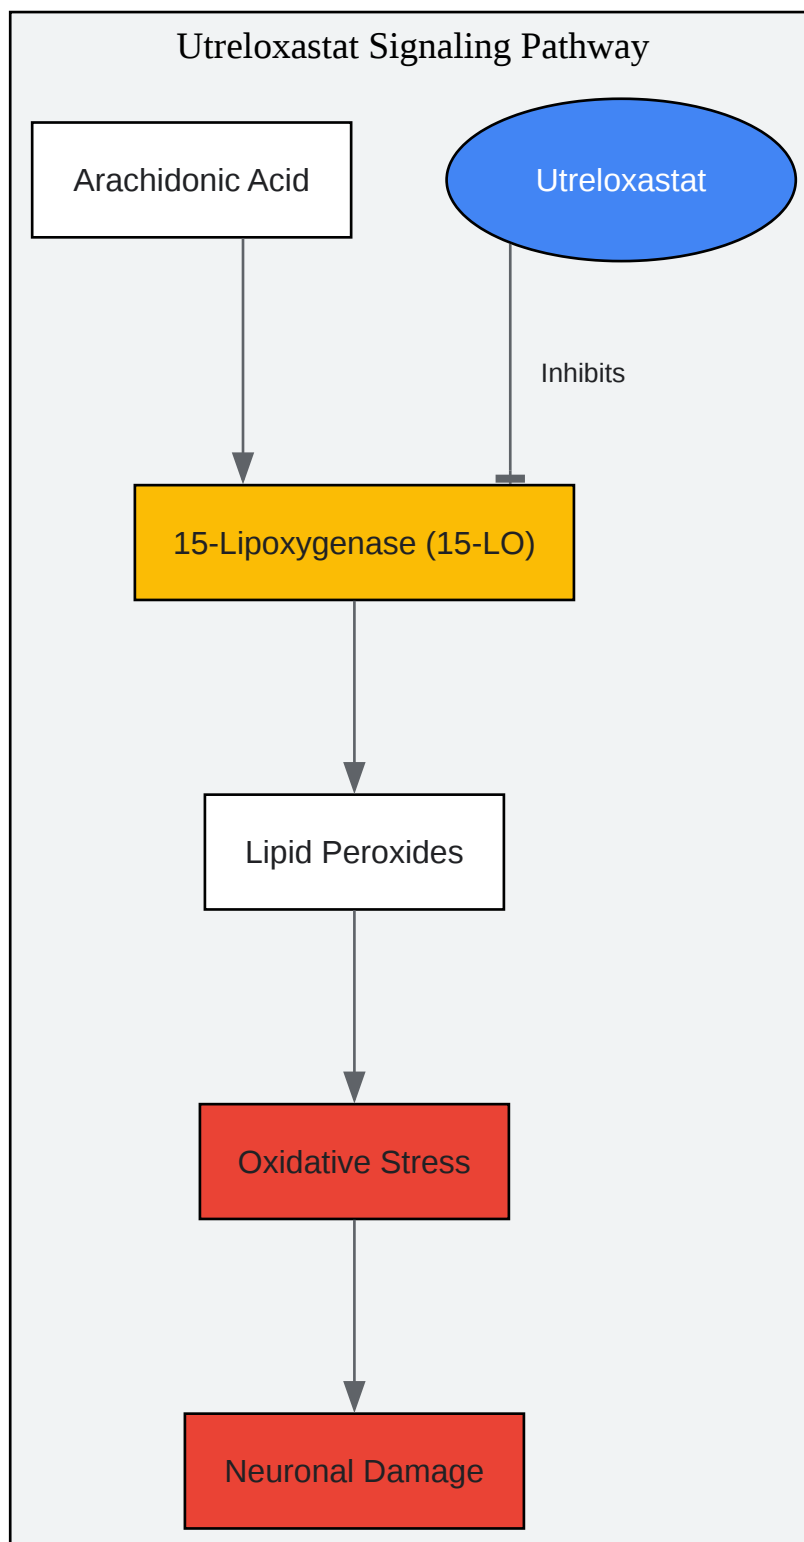 Utreloxastat Signaling Pathway
Arachidonic Acid
Utreloxastat
Inhibits
15-Lipoxygenase (15-LO)
Lipid Peroxides
Oxidative Stress
Neuronal Damage